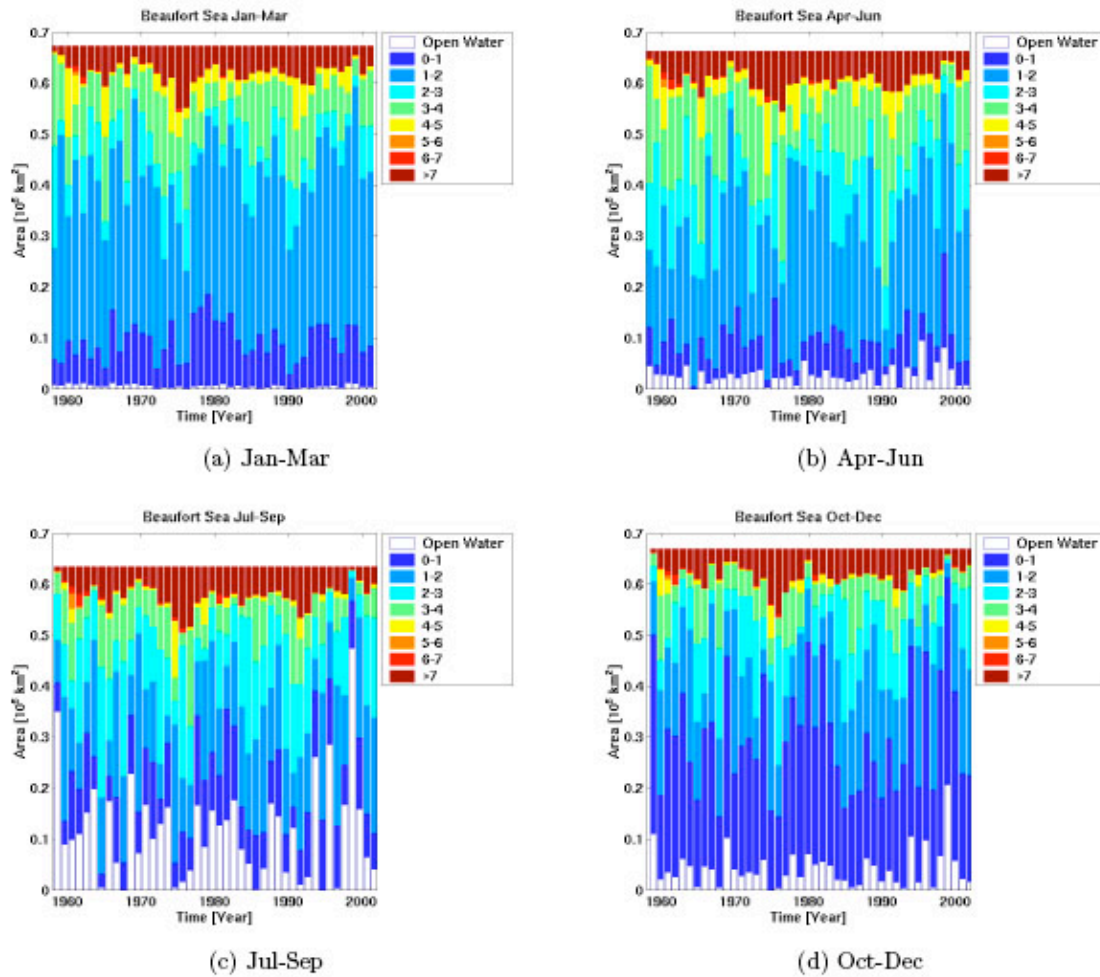 Beaufort Sea Jan-Mar
0.7
0.6
0.5
0.4
0.3
0.2
0.1
0
Area [10⁶ km²]
1960 1970 1980 1990 2000
Time [Year]
Open Water
0-1
1-2
2-3
3-4
4-5
5-6
6-7
>7
(a) Jan-Mar
Beaufort Sea Apr-Jun
0.7
0.6
0.5
0.4
0.3
0.2
0.1
0
Area [10⁶ km²]
1960 1970 1980 1990 2000
Time [Year]
Open Water
0-1
1-2
2-3
3-4
4-5
5-6
6-7
>7
(b) Apr-Jun
Beaufort Sea Jul-Sep
0.7
0.6
0.5
0.4
0.3
0.2
0.1
0
Area [10⁶ km²]
1960 1970 1980 1990 2000
Time [Year]
Open Water
0-1
1-2
2-3
3-4
4-5
5-6
6-7
>7
(c) Jul-Sep
Beaufort Sea Oct-Dec
0.7
0.6
0.5
0.4
0.3
0.2
0.1
0
Area [10⁶ km²]
1960 1970 1980 1990 2000
Time [Year]
Open Water
0-1
1-2
2-3
3-4
4-5
5-6
6-7
>7
(d) Oct-Dec